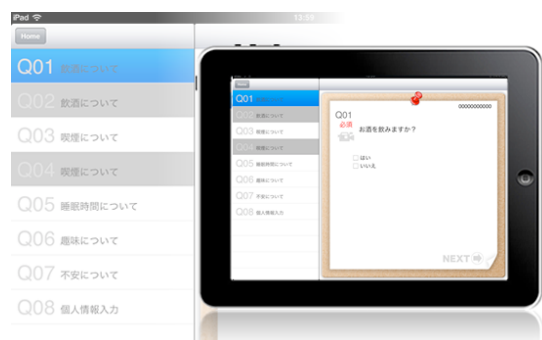 iPad 13:55
Home
Q01 飲酒について
Q02 飲酒について
Q03 喫煙について
Q04 喫煙について
Q05 睡眠時間について
Q06 趣味について
Q07 不安について
Q08 個人情報入力
Q01
Q02 飲酒について
Q03 喫煙について
Q04 喫煙について
Q05 睡眠時間について
Q06 趣味について
Q07 不安について
Q08 個人情報入力
0000000000
Q01
必須
お酒を飲みますか？
はい
いいえ
NEXT